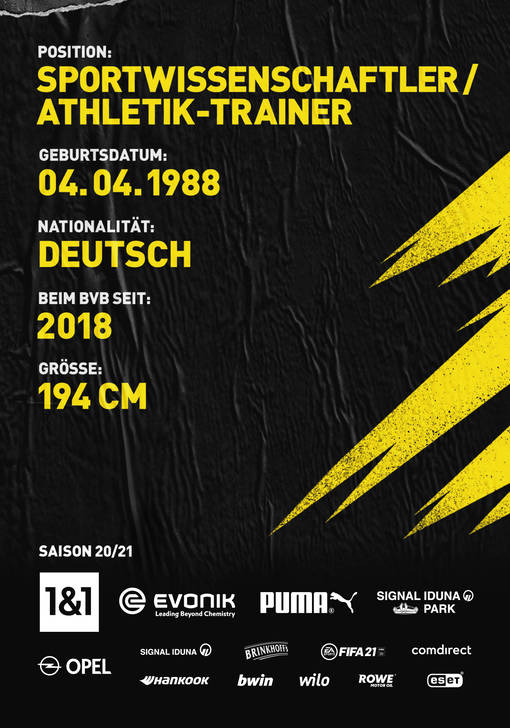 POSITION:
SPORTWISSENSCHAFTLER/
ATHLETIK-TRAINER
GEBURTSDATUM:
04.04.1988
NATIONALITÄT:
DEUTSCH
BEIM BVB SEIT:
2018
GRÖSSE:
194 CM
SAISON 20/21
1&1
EVONIK
Leading Beyond Chemistry
PUMA
SIGNAL IDUNA
PARK
OPEL
SIGNAL IDUNA
BRINKHOFF'S
FIFA 21
comdirect
HANKOOK
bwin
wilo
ROWE
MOTOR OIL
eseT